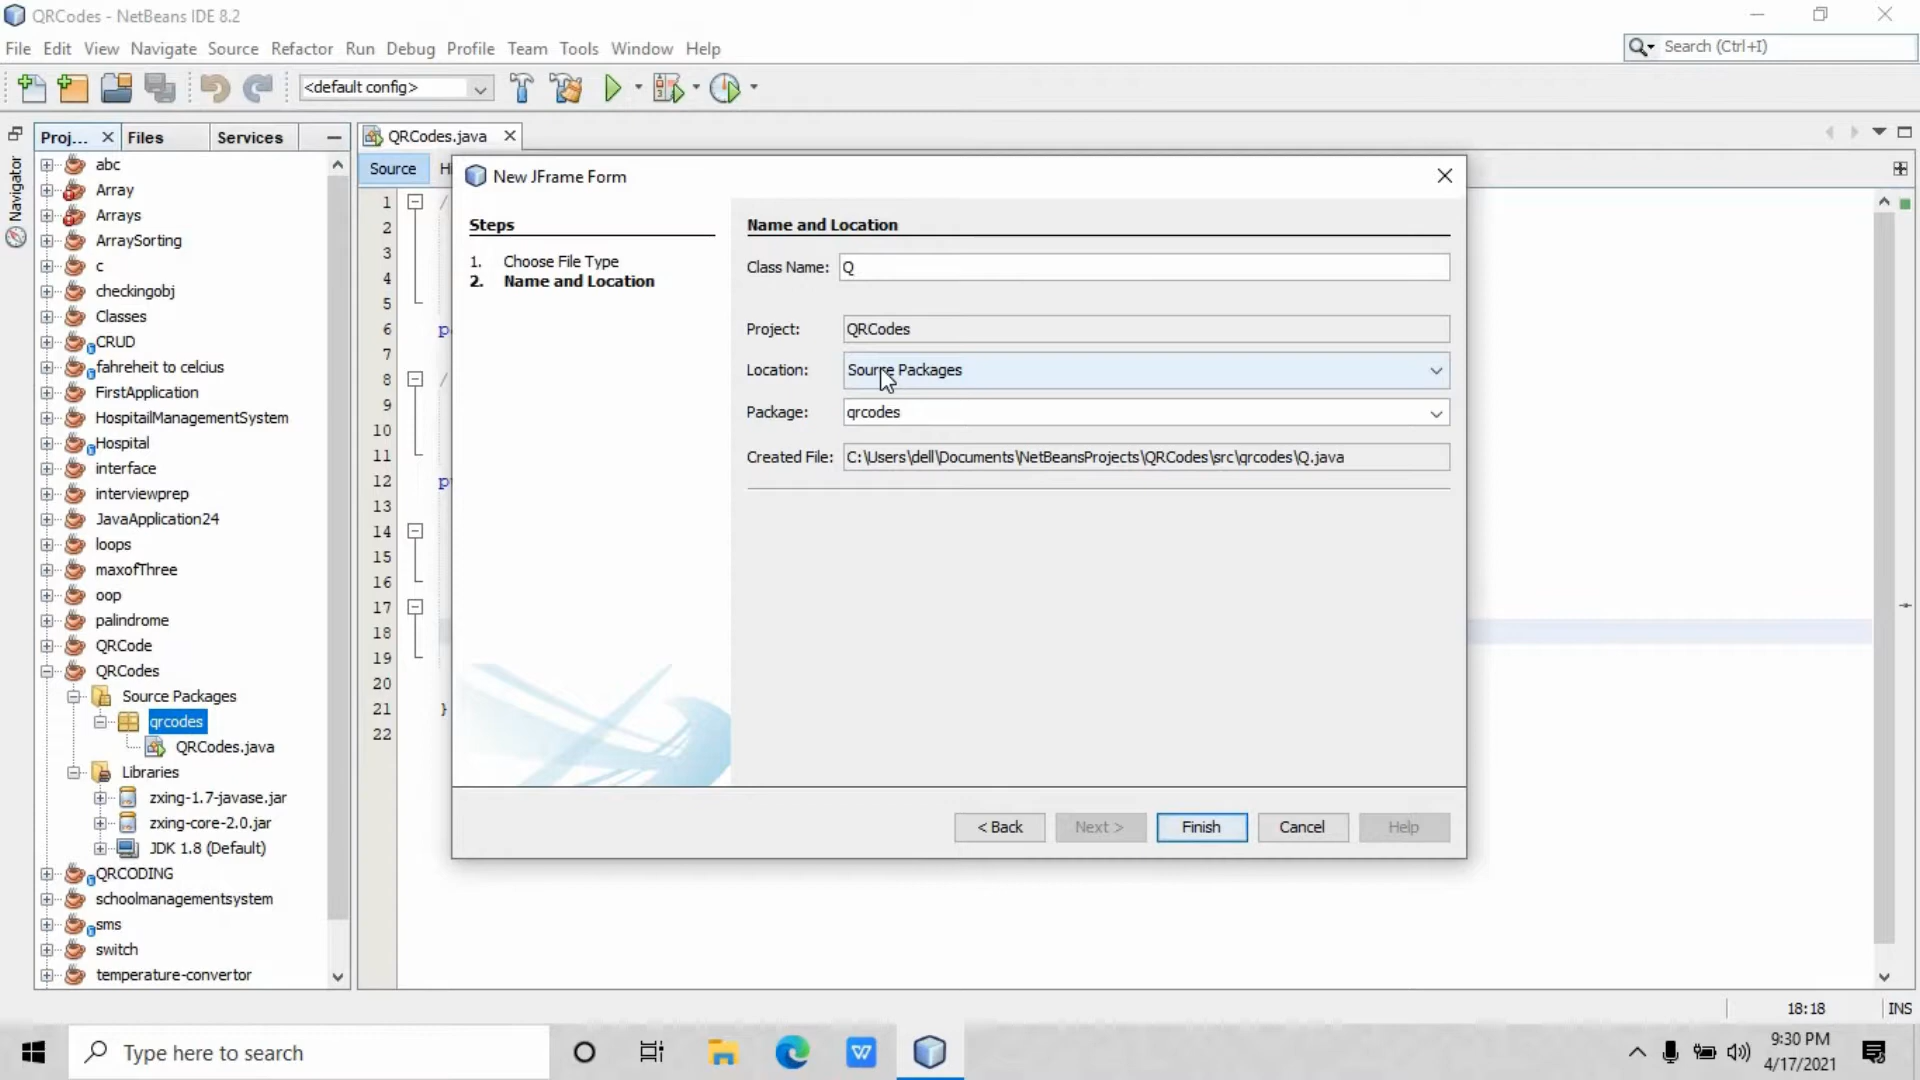 QRCodes - NetBeans IDE 8.2
File Edit View Navigate Source Refactor Run Debug Profile Team Tools Window Help
Search (Ctrl+I)
<default config>
Proj... Files Services
Navigator
QRCodes.java
Source
abc
Array
Arrays
ArraySorting
c
checkingobj
Classes
CRUD
fahreheit to celcius
FirstApplication
HospitailManagementSystem
Hospital
interface
interviewprep
JavaApplication24
loops
maxofThree
oop
palindrome
QRCode
QRCodes
Source Packages
qrcodes
QRCodes.java
Libraries
zxing-1.7-javase.jar
zxing-core-2.0.jar
JDK 1.8 (Default)
QRCODING
schoolmanagementsystem
sms
switch
temperature-convertor
1
2
3
4
5
6
7
8
9
10
11
12
13
14
15
16
17
18
19
20
21 }
22
New JFrame Form
Steps
1. Choose File Type
2. Name and Location
Name and Location
Class Name: Q
Project: QRCodes
Location: Source Packages
Package: qrcodes
Created File: C:\Users\dell\Documents\NetBeansProjects\QRCodes\src\qrcodes\Q.java
< Back Next > Finish Cancel Help
18:18 INS
Type here to search
9:30 PM
4/17/2021